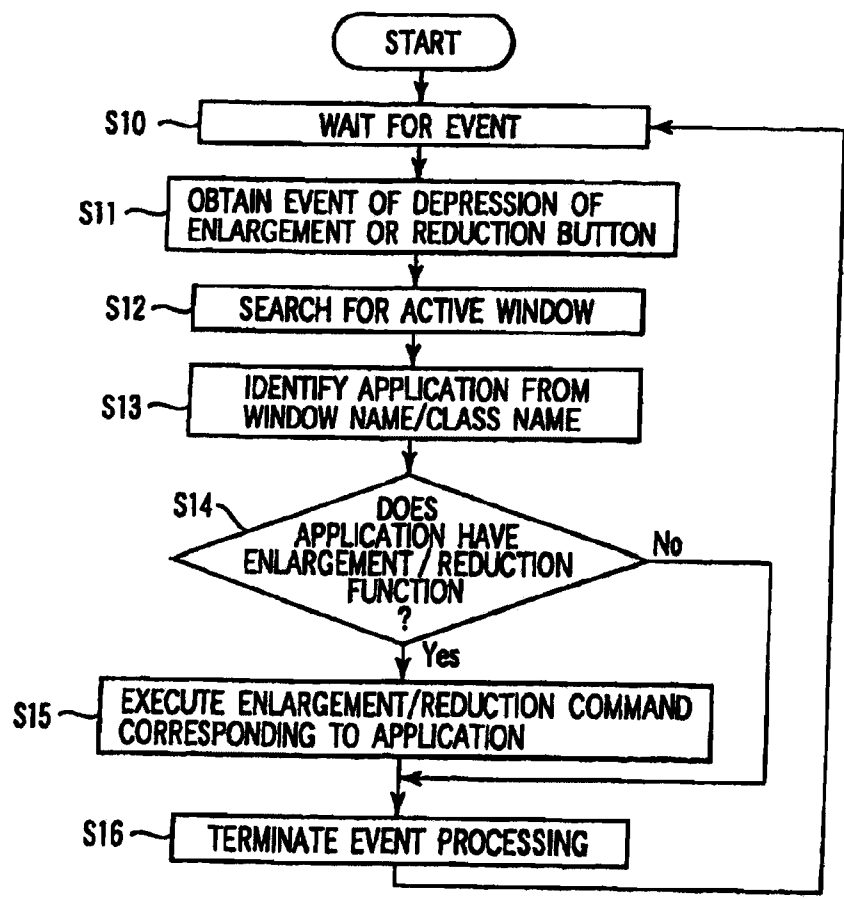 START
S10
WAIT FOR EVENT
S11
OBTAIN EVENT OF DEPRESSION OF
ENLARGEMENT OR REDUCTION BUTTON
S12
SEARCH FOR ACTIVE WINDOW
S13
IDENTIFY APPLICATION FROM
WINDOW NAME/CLASS NAME
S14
DOES
APPLICATION HAVE
ENLARGEMENT/REDUCTION
FUNCTION
?
No
Yes
S15
EXECUTE ENLARGEMENT/REDUCTION COMMAND
CORRESPONDING TO APPLICATION
S16
TERMINATE EVENT PROCESSING